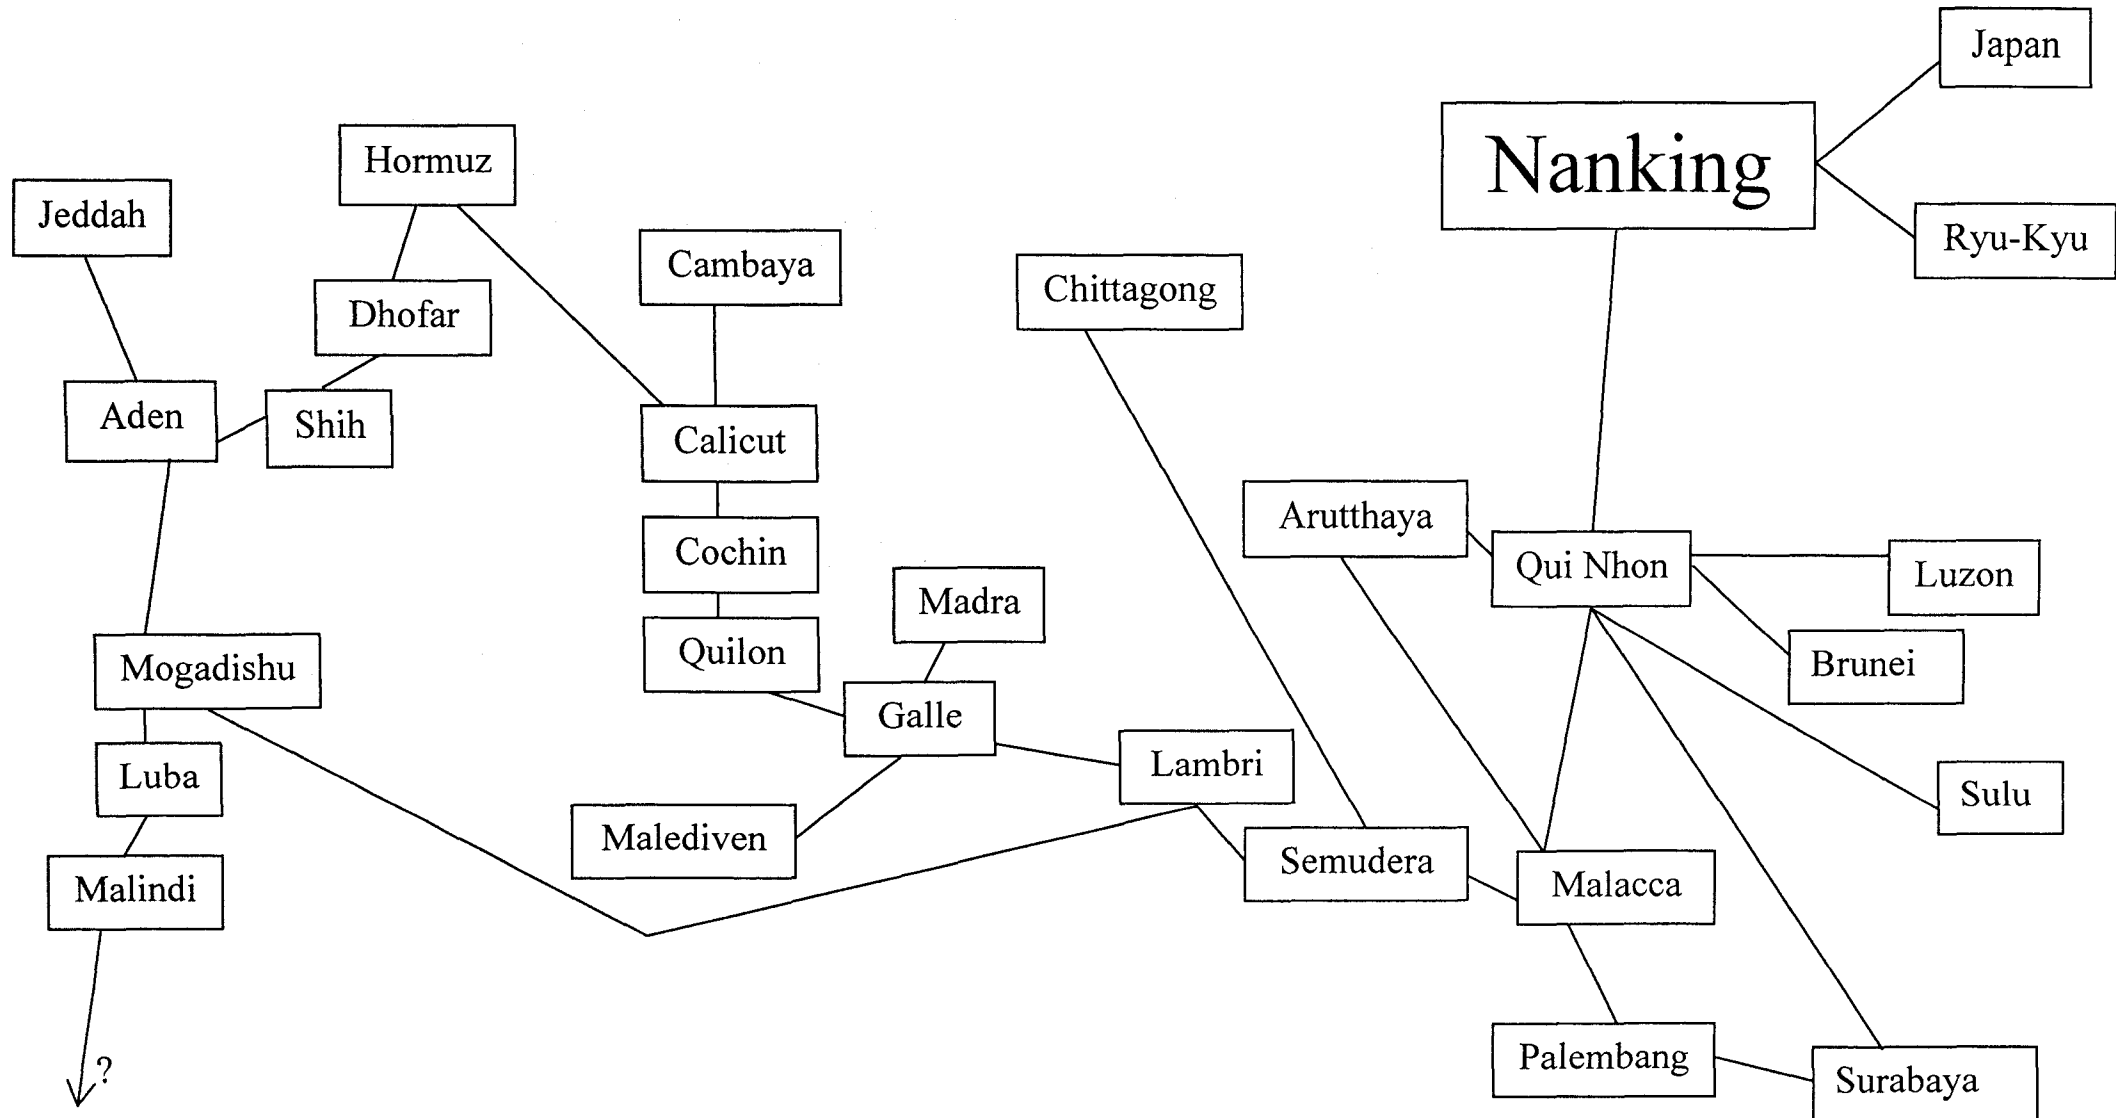 Japan
Nanking
Hormuz
Jeddah
Ryu-Kyu
Cambaya
Chittagong
Dhofar
Aden
Shih
Calicut
Arutthaya
Cochin
Qui Nhon
Luzon
Madra
Quilon
Mogadishu
Brunei
Galle
Lambri
Luba
Sulu
Malediven
Semudera
Malacca
Malindi
Palembang
?
Surabaya